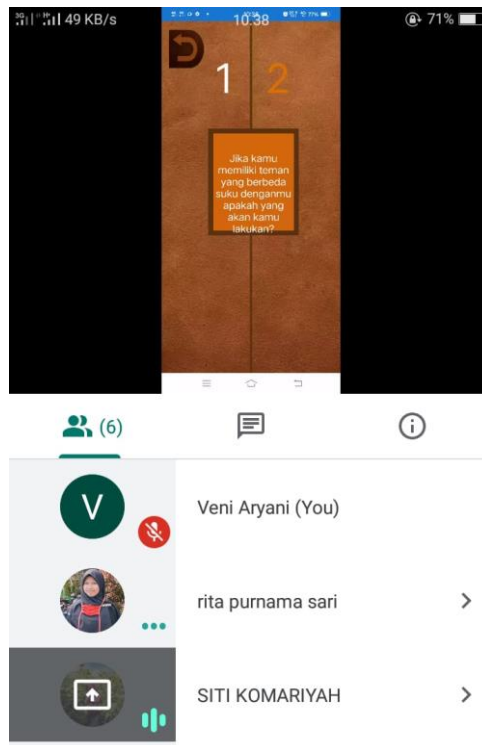 3G 49 KB/s 10.38 71%
1 2
Jika kamu
memiliki teman
yang berbeda
suku denganmu
apakah yang
akan kamu
lakukan?
(6)
V
Veni Aryani (You)
rita purnama sari
SITI KOMARIYAH